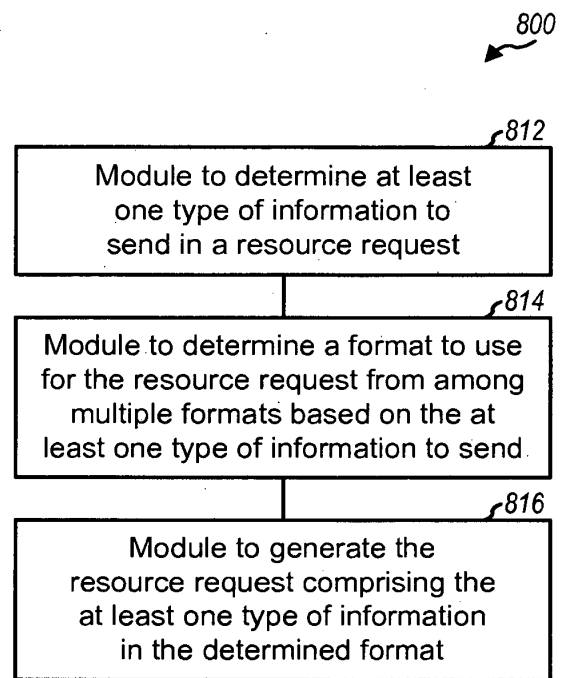 800
812
Module to determine at least
one type of information to
send in a resource request
814
Module to determine a format to use
for the resource request from among
multiple formats based on the at
least one type of information to send
816
Module to generate the
resource request comprising the
at least one type of information
in the determined format